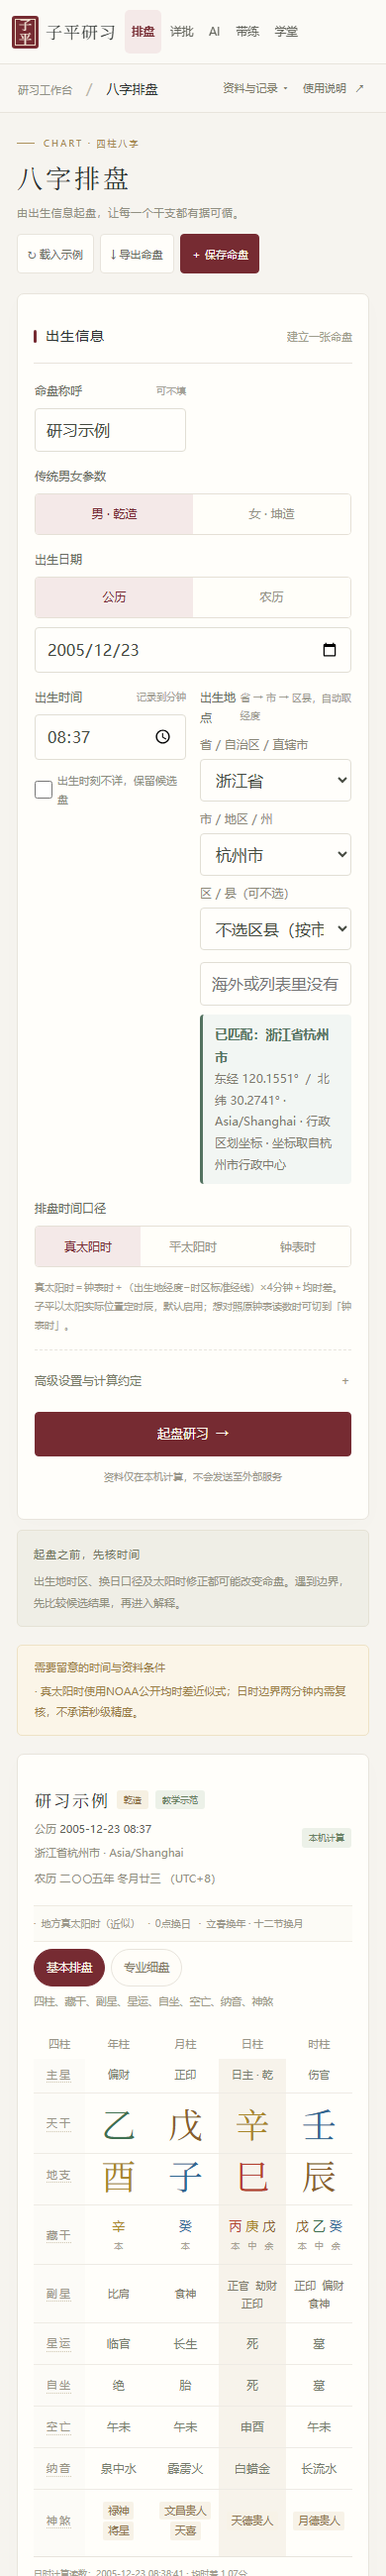 子平
子平研习 排盘 详批 AI 带练 学堂
研习工作台 / 八字排盘 资料与记录 使用说明 ↗
CHART · 四柱八字
八字排盘
由出生信息起盘，让每一个干支都有据可循。
↻ 载入示例 ↓ 导出命盘 + 保存命盘
出生信息 建立一张命盘
命盘称呼 可不填
研习示例
传统男女参数
男 · 乾造 女 · 坤造
出生日期
公历 农历
2005/12/23
出生时间 记录到分钟
08:37
出生时刻不详，保留候选
盘
出生地
点
省 → 市 → 区县，自动取
经度
省 / 自治区 / 直辖市
浙江省
市 / 地区 / 州
杭州市
区 / 县（可不选）
不选区县（按市
海外或列表里没有
已匹配：浙江省杭州
市
东经 120.1551° / 北
纬 30.2741° ·
Asia/Shanghai · 行政
区划坐标 · 坐标取自杭
州市行政中心
排盘时间口径
真太阳时 平太阳时 钟表时
真太阳时＝钟表时＋（出生地经度−时区标准经线）×4分钟＋均时差。
子平以太阳实际位置定时辰，默认启用；想对照原钟表读数时可切到「钟
表时」。
高级设置与计算约定 +
起盘研习 →
资料仅在本机计算，不会发送至外部服务
起盘之前，先核时间
出生地时区、换日口径及太阳时修正都可能改变命盘。遇到边界，
先比较候选结果，再进入解释。
需要留意的时间与资料条件
· 真太阳时使用NOAA公开均时差近似式；日时边界两分钟内需复
核，不承诺秒级精度。
研习示例 乾造 教学示范
公历 2005-12-23 08:37
本机计算
浙江省杭州市 · Asia/Shanghai
农历 二〇〇五年 冬月廿三 （UTC+8）
· 地方真太阳时（近似） · 0点换日 · 立春换年 · 十二节换月
基本排盘 专业细盘
四柱、藏干、副星、星运、自坐、空亡、纳音、神煞
四柱 年柱 月柱 日柱 时柱
主星 偏财 正印 日主 · 乾 伤官
天干 乙 戊 辛 壬
地支 酉 子 巳 辰
藏干 辛 癸 丙 庚 戊 戊 乙 癸
本 本 本 中 余 本 中 余
副星 比肩 食神 正官 劫财 正印 正印 偏财 食神
星运 临官 长生 死 墓
自坐 绝 胎 死 墓
空亡 午未 午未 申酉 午未
纳音 泉中水 霹雳火 白蜡金 长流水
神煞 禄神 将星 文昌贵人 天喜 天德贵人 月德贵人
日时计算读数：2005-12-23 08:38:41 · 均时差 1.07分